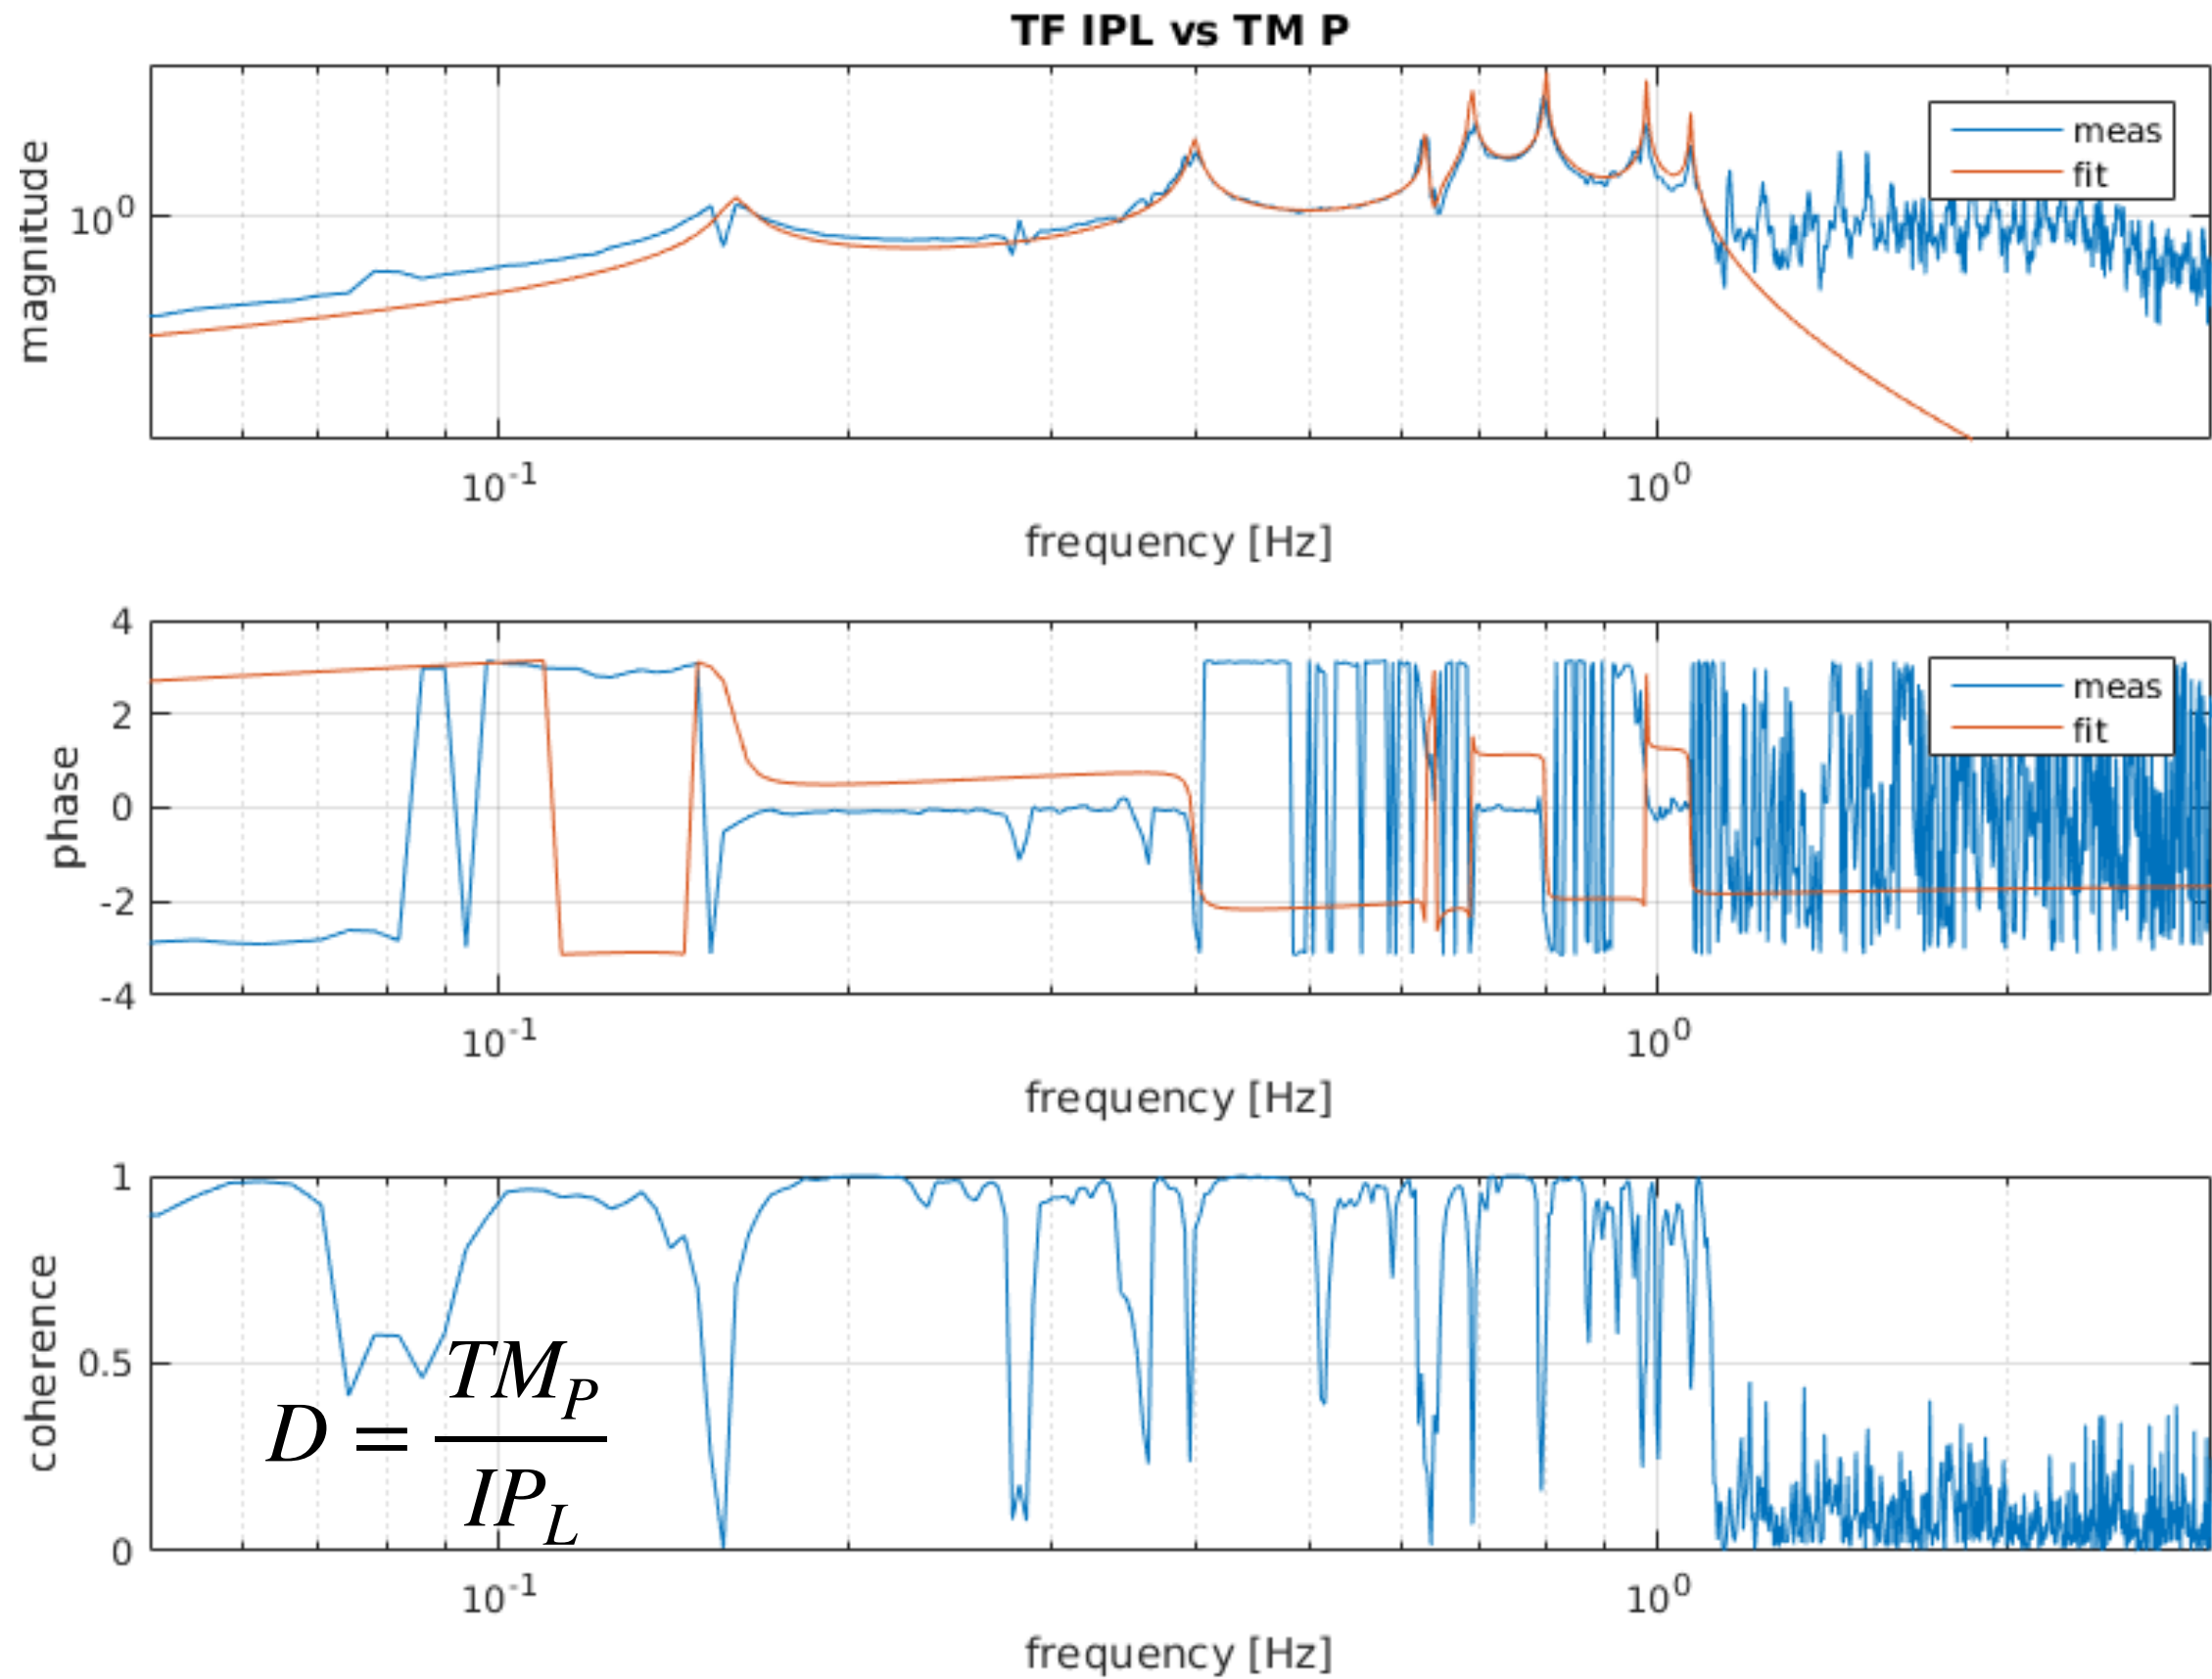 TF IPL vs TM P
magnitude
10^0
meas
fit
10^-1
10^0
frequency [Hz]
phase
4
2
0
-2
-4
meas
fit
10^-1
10^0
frequency [Hz]
coherence
1
0.5
0
D = TM_P / IP_L
10^-1
10^0
frequency [Hz]